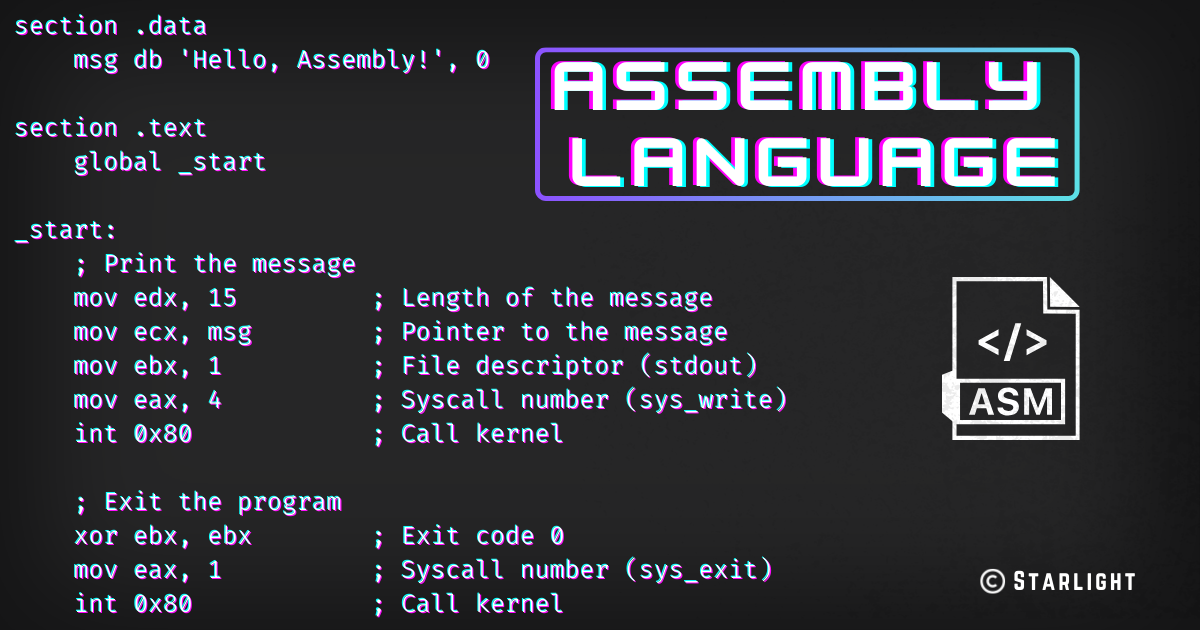 section .data
    msg db 'Hello, Assembly!', 0
section .text
    global _start
_start:
    ; Print the message
    mov edx, 15         ; Length of the message
    mov ecx, msg        ; Pointer to the message
    mov ebx, 1          ; File descriptor (stdout)
    mov eax, 4          ; Syscall number (sys_write)
    int 0x80            ; Call kernel
    ; Exit the program
    xor ebx, ebx        ; Exit code 0
    mov eax, 1          ; Syscall number (sys_exit)
    int 0x80            ; Call kernel
ASSEMBLY
LANGUAGE
</>
ASM
© STARLIGHT